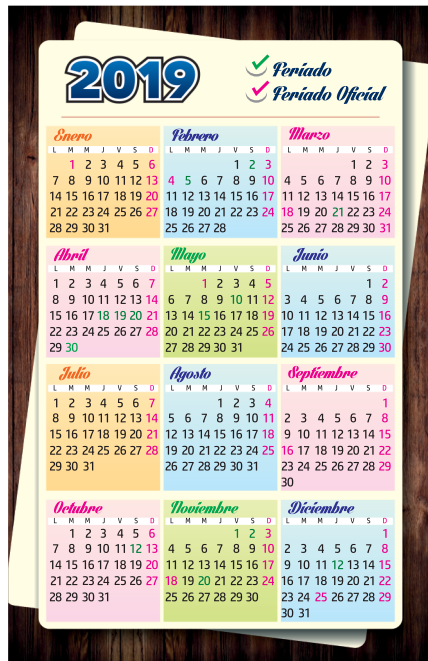 2019
Feriado
Feriado Oficial
Enero
L M M J V S D
1 2 3 4 5 6
7 8 9 10 11 12 13
14 15 16 17 18 19 20
21 22 23 24 25 26 27
28 29 30 31
Febrero
L M M J V S D
1 2 3
4 5 6 7 8 9 10
11 12 13 14 15 16 17
18 19 20 21 22 23 24
25 26 27 28
Marzo
L M M J V S D
1 2 3
4 5 6 7 8 9 10
11 12 13 14 15 16 17
18 19 20 21 22 23 24
25 26 27 28 29 30 31
Abril
L M M J V S D
1 2 3 4 5 6 7
8 9 10 11 12 13 14
15 16 17 18 19 20 21
22 23 24 25 26 27 28
29 30
Mayo
L M M J V S D
1 2 3 4 5
6 7 8 9 10 11 12
13 14 15 16 17 18 19
20 21 22 23 24 25 26
27 28 29 30 31
Junio
L M M J V S D
1 2
3 4 5 6 7 8 9
10 11 12 13 14 15 16
17 18 19 20 21 22 23
24 25 26 27 28 29 30
Julio
L M M J V S D
1 2 3 4 5 6 7
8 9 10 11 12 13 14
15 16 17 18 19 20 21
22 23 24 25 26 27 28
29 30 31
Agosto
L M M J V S D
1 2 3 4
5 6 7 8 9 10 11
12 13 14 15 16 17 18
19 20 21 22 23 24 25
26 27 28 29 30 31
Septiembre
L M M J V S D
1
2 3 4 5 6 7 8
9 10 11 12 13 14 15
16 17 18 19 20 21 22
23 24 25 26 27 28 29
30
Octubre
L M M J V S D
1 2 3 4 5 6
7 8 9 10 11 12 13
14 15 16 17 18 19 20
21 22 23 24 25 26 27
28 29 30 31
Noviembre
L M M J V S D
1 2 3
4 5 6 7 8 9 10
11 12 13 14 15 16 17
18 19 20 21 22 23 24
25 26 27 28 29 30
Diciembre
L M M J V S D
1
2 3 4 5 6 7 8
9 10 11 12 13 14 15
16 17 18 19 20 21 22
23 24 25 26 27 28 29
30 31